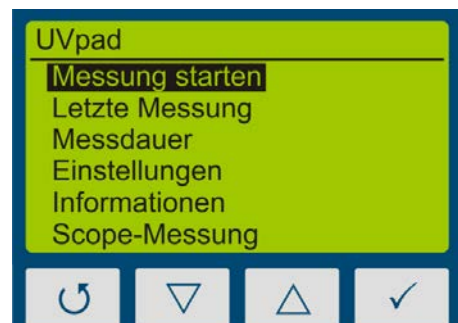 UVpad
Messung starten
Letzte Messung
Messdauer
Einstellungen
Informationen
Scope-Messung